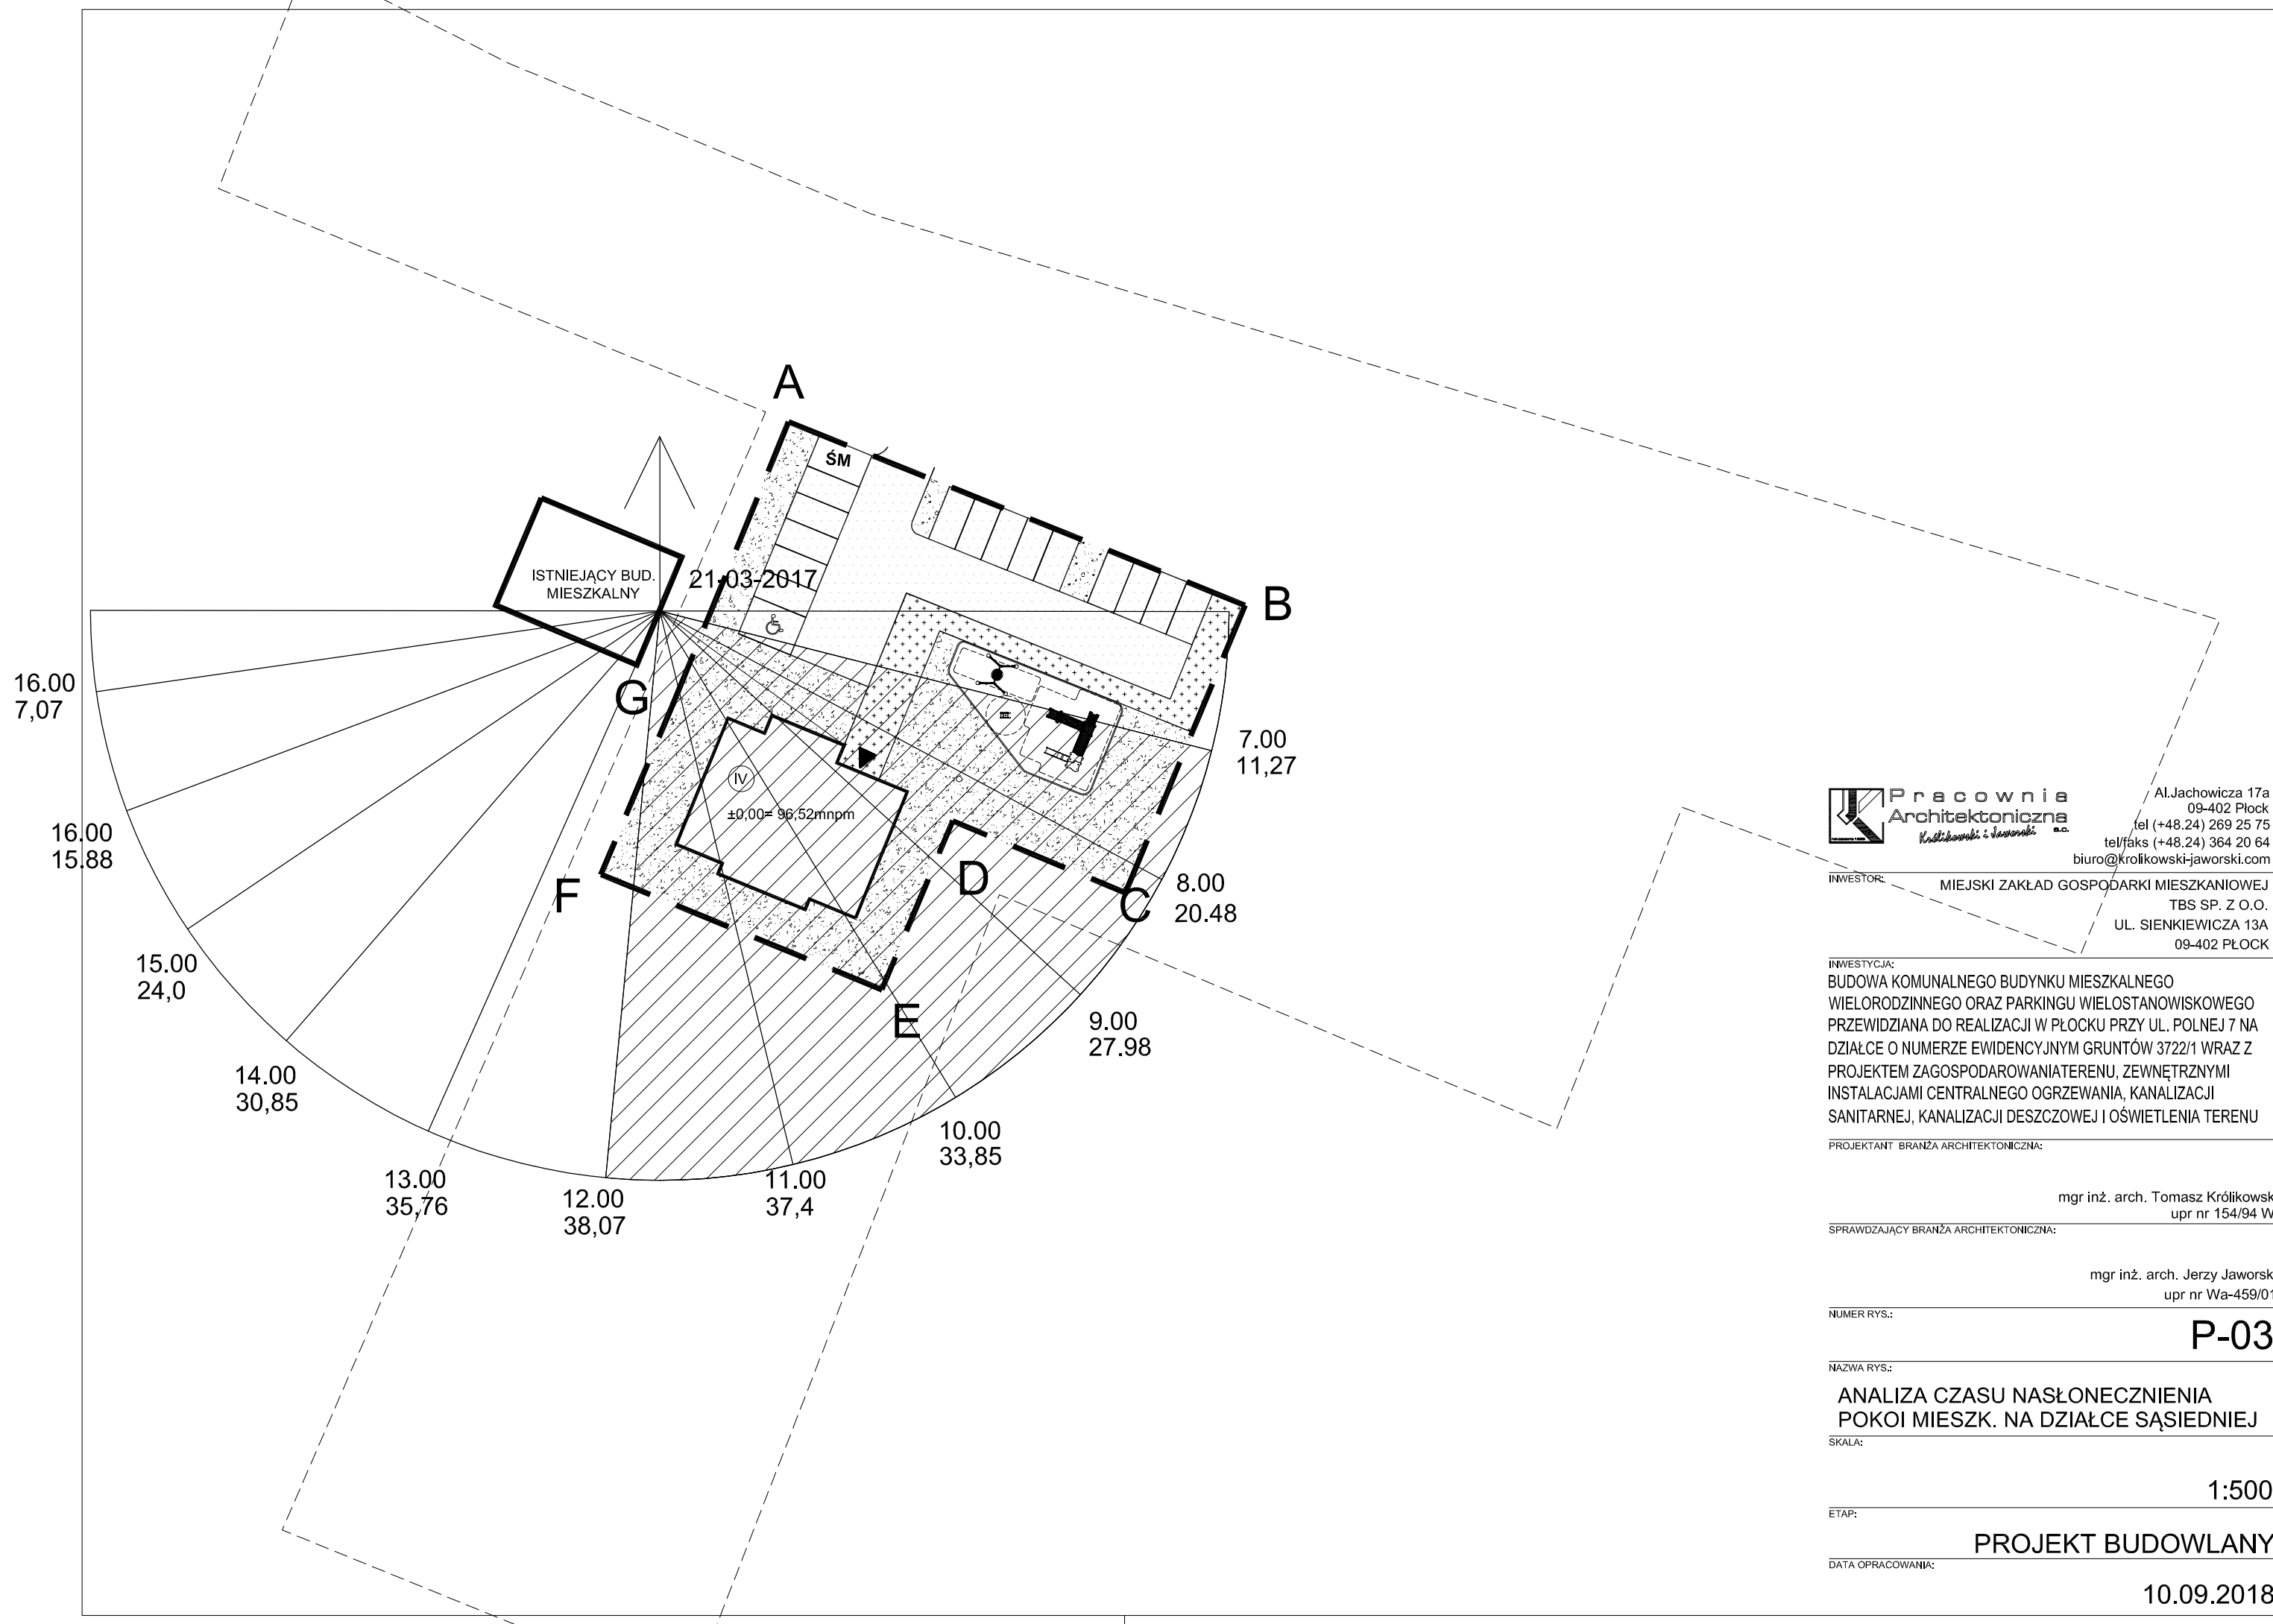 A
ŚM
B
ISTNIEJĄCY BUD.
MIESZKALNY
21-03-2017
G
IV
±0,00= 96,52mnpm
F
D
C
E
16.00
7,07
16.00
15.88
15.00
24,0
14.00
30,85
13.00
35,76
12.00
38,07
11.00
37,4
10.00
33,85
9.00
27.98
8.00
20.48
7.00
11,27
Pracownia
Architektoniczna
Królikowski i Jaworski s.c.
Al.Jachowicza 17a
09-402 Płock
tel (+48.24) 269 25 75
tel/faks (+48.24) 364 20 64
biuro@krolikowski-jaworski.com
INWESTOR:
MIEJSKI ZAKŁAD GOSPODARKI MIESZKANIOWEJ
TBS SP. Z O.O.
UL. SIENKIEWICZA 13A
09-402 PŁOCK
INWESTYCJA:
BUDOWA KOMUNALNEGO BUDYNKU MIESZKALNEGO
WIELORODZINNEGO ORAZ PARKINGU WIELOSTANOWISKOWEGO
PRZEWIDZIANA DO REALIZACJI W PŁOCKU PRZY UL. POLNEJ 7 NA
DZIAŁCE O NUMERZE EWIDENCYJNYM GRUNTÓW 3722/1 WRAZ Z
PROJEKTEM ZAGOSPODAROWANIATERENU, ZEWNĘTRZNYMI
INSTALACJAMI CENTRALNEGO OGRZEWANIA, KANALIZACJI
SANITARNEJ, KANALIZACJI DESZCZOWEJ I OŚWIETLENIA TERENU
PROJEKTANT BRANŻA ARCHITEKTONICZNA:
mgr inż. arch. Tomasz Królikowsk
upr nr 154/94 W
SPRAWDZAJĄCY BRANŻA ARCHITEKTONICZNA:
mgr inż. arch. Jerzy Jaworsk
upr nr Wa-459/01
NUMER RYS.:
P-03
NAZWA RYS.:
ANALIZA CZASU NASŁONECZNIENIA
POKOI MIESZK. NA DZIAŁCE SĄSIEDNIEJ
SKALA:
1:500
ETAP:
PROJEKT BUDOWLANY
DATA OPRACOWANIA:
10.09.2018